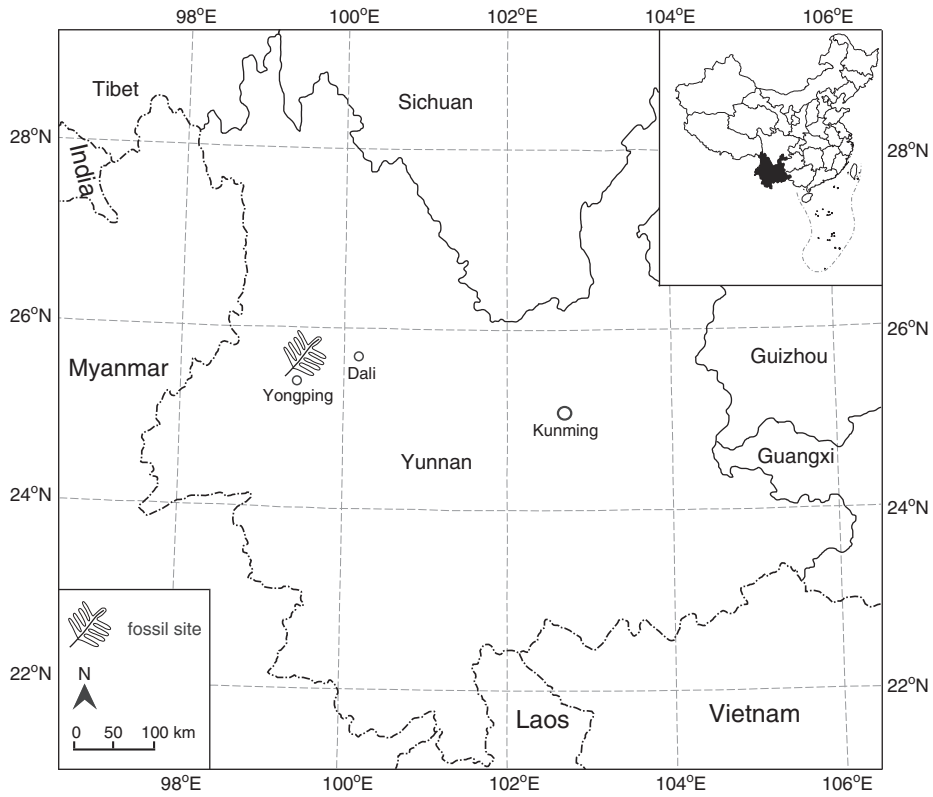 98°E 100°E 102°E 104°E 106°E
Tibet
Sichuan
28°N
28°N
India
26°N
26°N
Myanmar
Guizhou
Dali
Yongping
Kunming
Guangxi
Yunnan
24°N
24°N
fossil site
22°N
22°N
N
Laos
Vietnam
0 50 100 km
98°E 100°E 102°E 104°E 106°E